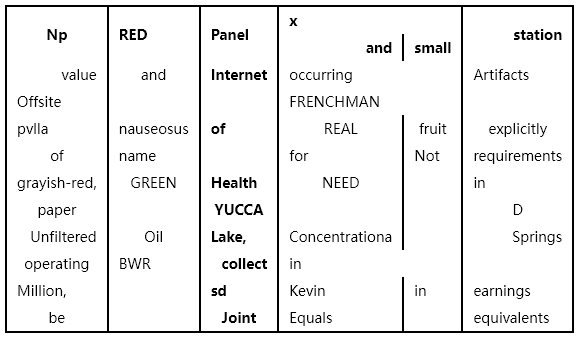 Np RED Panel x station
and small
value and Internet occurring Artifacts
Offsite FRENCHMAN
pvlla nauseosus of REAL fruit explicitly
of name for Not requirements
grayish-red, GREEN Health NEED in
paper YUCCA D
Unfiltered Oil Lake, Concentrationa Springs
operating BWR collect in
Million, sd Kevin in earnings
be Joint Equals equivalents